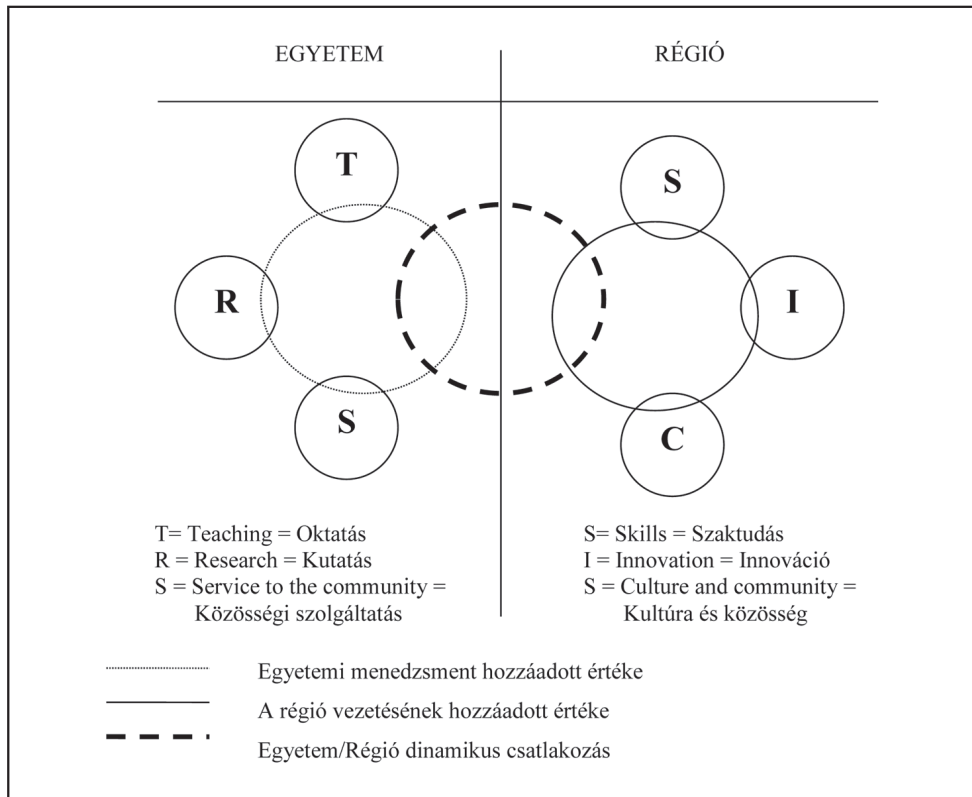 EGYETEM
RÉGIÓ
T
R
S
S
I
C
T= Teaching = Oktatás
R = Research = Kutatás
S = Service to the community =
Közösségi szolgáltatás
S= Skills = Szaktudás
I = Innovation = Innováció
S = Culture and community =
Kultúra és közösség
Egyetemi menedzsment hozzáadott értéke
A régió vezetésének hozzáadott értéke
Egyetem/Régió dinamikus csatlakozás